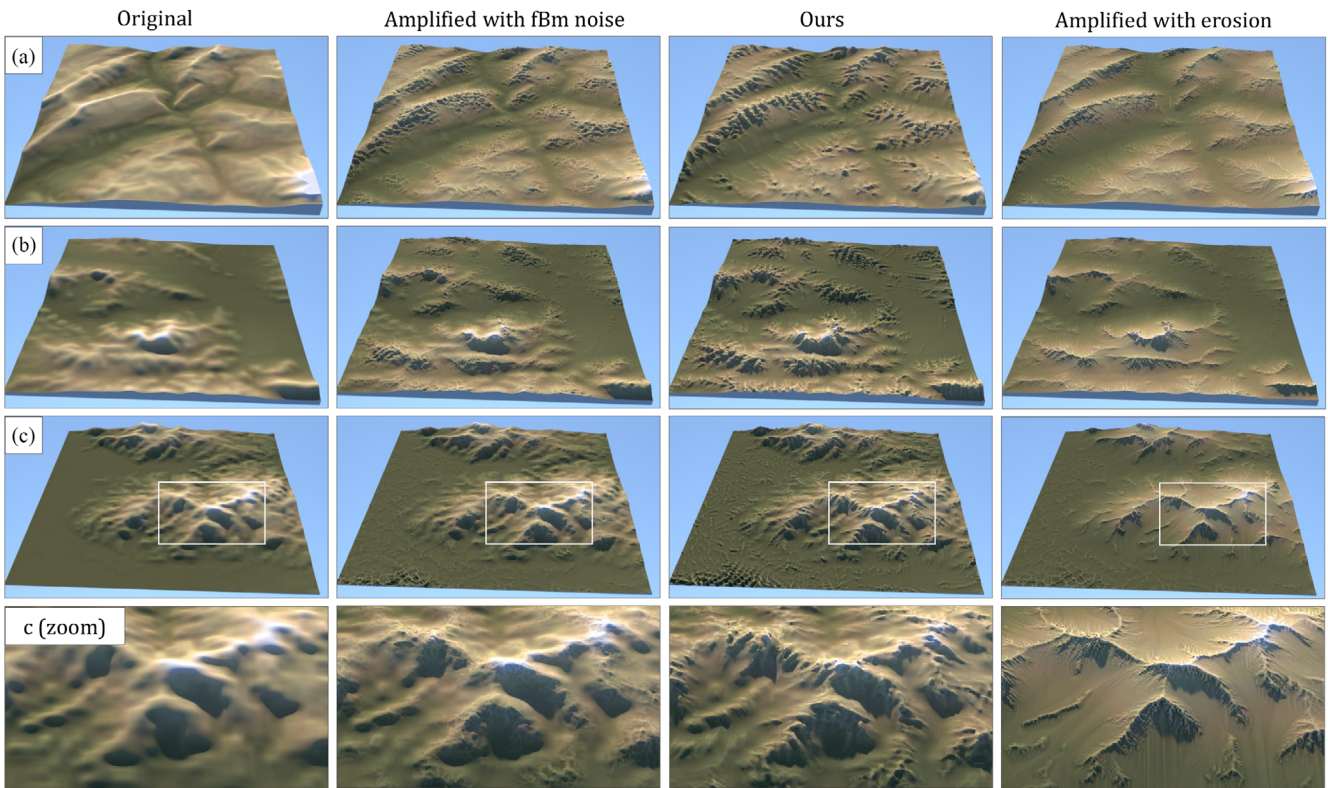 Original
Amplified with fBm noise
Ours
Amplified with erosion
(a)
(b)
(c)
c (zoom)